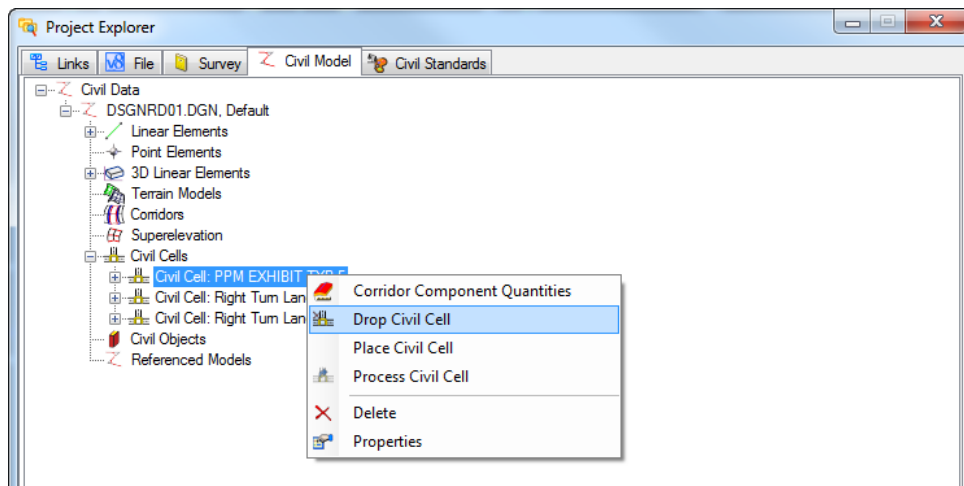 Project Explorer
Links File Survey Civil Model Civil Standards
Civil Data
DSGNRD01.DGN, Default
Linear Elements
Point Elements
3D Linear Elements
Terrain Models
Corridors
Superelevation
Civil Cells
Civil Cell: PPM EXHIBIT
Civil Cell: Right Turn Lan
Civil Cell: Right Turn Lan
Civil Objects
Referenced Models
Corridor Component Quantities
Drop Civil Cell
Place Civil Cell
Process Civil Cell
Delete
Properties